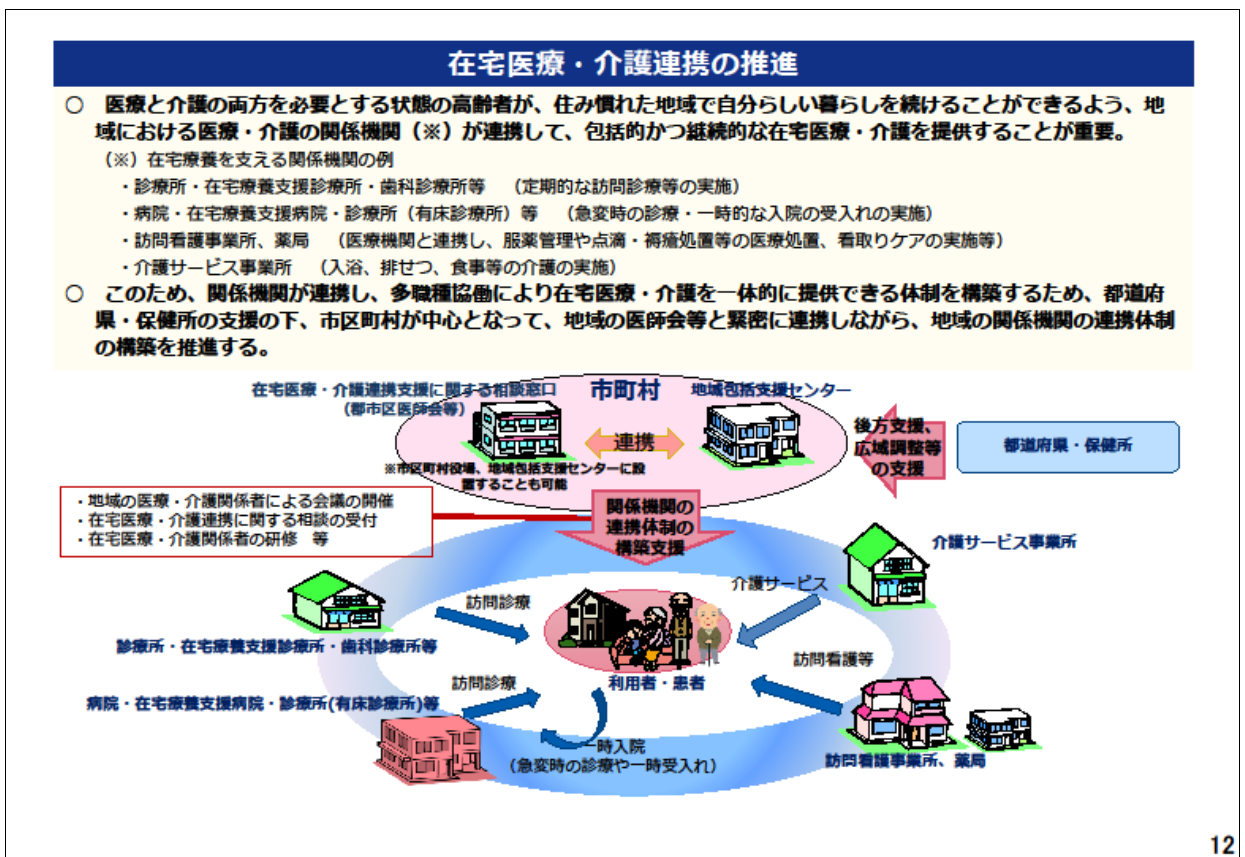 在宅医療・介護連携の推進
○　医療と介護の両方を必要とする状態の高齢者が、住み慣れた地域で自分らしい暮らしを続けることができるよう、地
域における医療・介護の関係機関（※）が連携して、包括的かつ継続的な在宅医療・介護を提供することが重要。
（※）在宅療養を支える関係機関の例
・診療所・在宅療養支援診療所・歯科診療所等　（定期的な訪問診療等の実施）
・病院・在宅療養支援病院・診療所（有床診療所）等　（急変時の診療・一時的な入院の受入れの実施）
・訪問看護事業所、薬局　（医療機関と連携し、服薬管理や点滴・褥瘡処置等の医療処置、看取りケアの実施等）
・介護サービス事業所　（入浴、排せつ、食事等の介護の実施）
○　このため、関係機関が連携し、多職種協働により在宅医療・介護を一体的に提供できる体制を構築するため、都道府
県・保健所の支援の下、市区町村が中心となって、地域の医師会等と緊密に連携しながら、地域の関係機関の連携体制
の構築を推進する。
在宅医療・介護連携支援に関する相談窓口
（郡市区医師会等）
市町村
地域包括支援センター
連携
※市区町村役場、地域包括支援センターに設
置することも可能
後方支援、
広域調整等
の支援
都道府県・保健所
・地域の医療・介護関係者による会議の開催
・在宅医療・介護連携に関する相談の受付
・在宅医療・介護関係者の研修　等
関係機関の
連携体制の
構築支援
介護サービス事業所
介護サービス
訪問診療
診療所・在宅療養支援診療所・歯科診療所等
訪問看護等
訪問診療
利用者・患者
病院・在宅療養支援病院・診療所(有床診療所)等
一時入院
（急変時の診療や一時受入れ）
訪問看護事業所、薬局
12